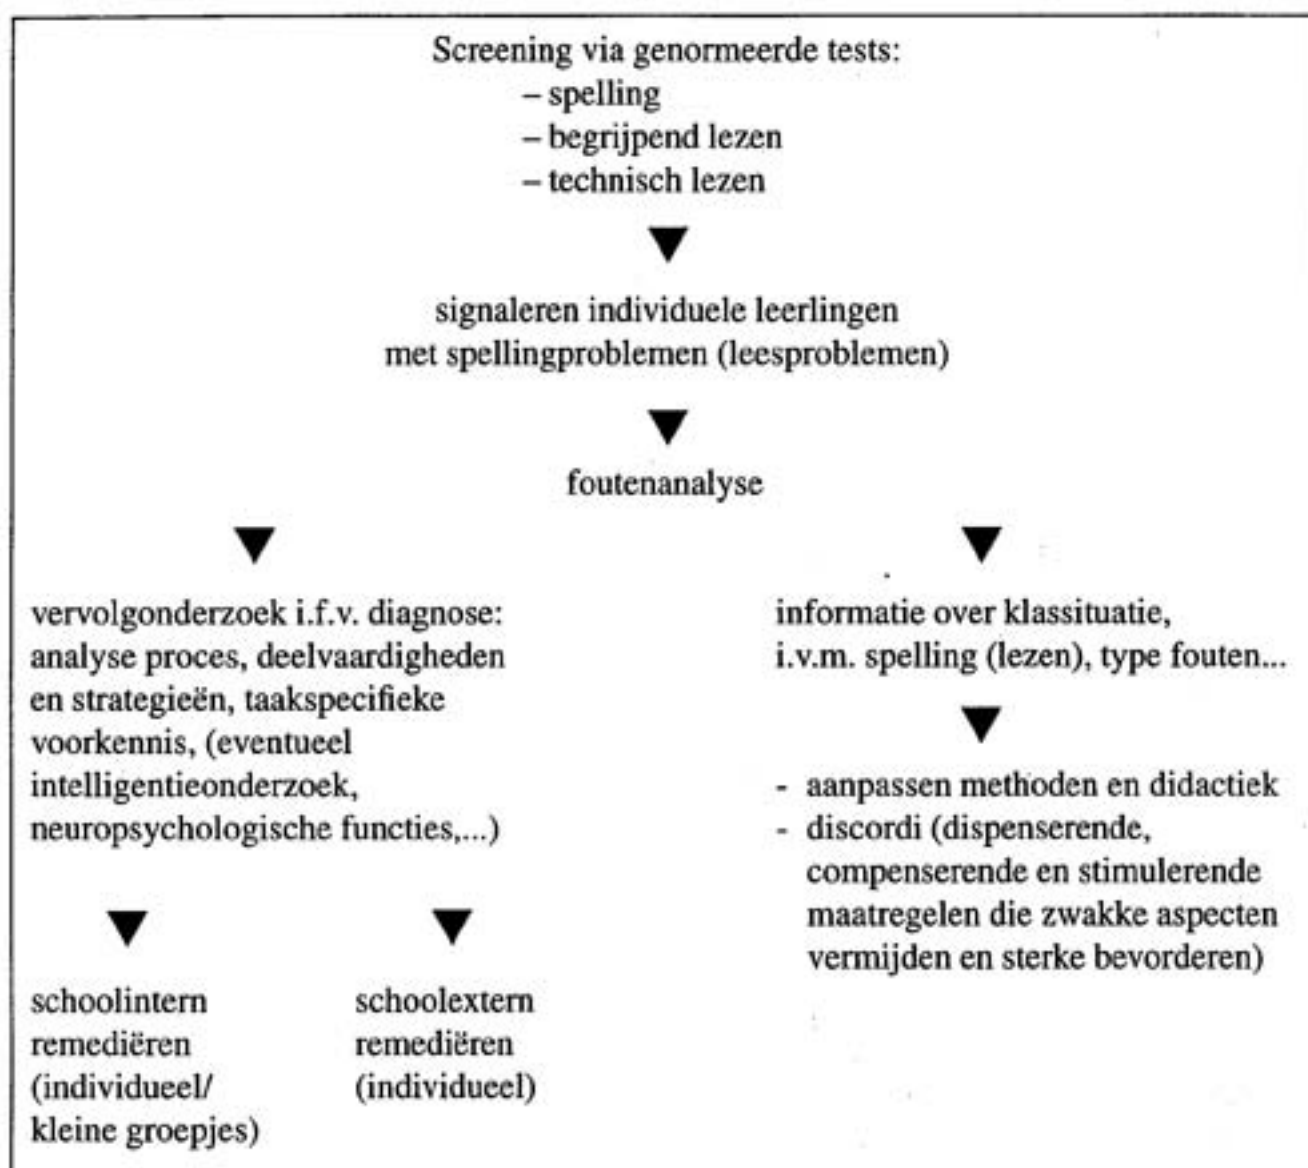 Screening via genormeerde tests:
– spelling
– begrijpend lezen
– technisch lezen
signaleren individuele leerlingen
met spellingproblemen (leesproblemen)
foutenanalyse
vervolgonderzoek i.f.v. diagnose:
analyse proces, deelvaardigheden
en strategieën, taakspecifieke
voorkennis, (eventueel
intelligentieonderzoek,
neuropsychologische functies,...)
schoolintern
remediëren
(individueel/
kleine groepjes)
schoolextern
remediëren
(individueel)
informatie over klassituatie,
i.v.m. spelling (lezen), type fouten...
- aanpassen methoden en didactiek
- discordi (dispenserende,
compenserende en stimulerende
maatregelen die zwakke aspecten
vermijden en sterke bevorderen)